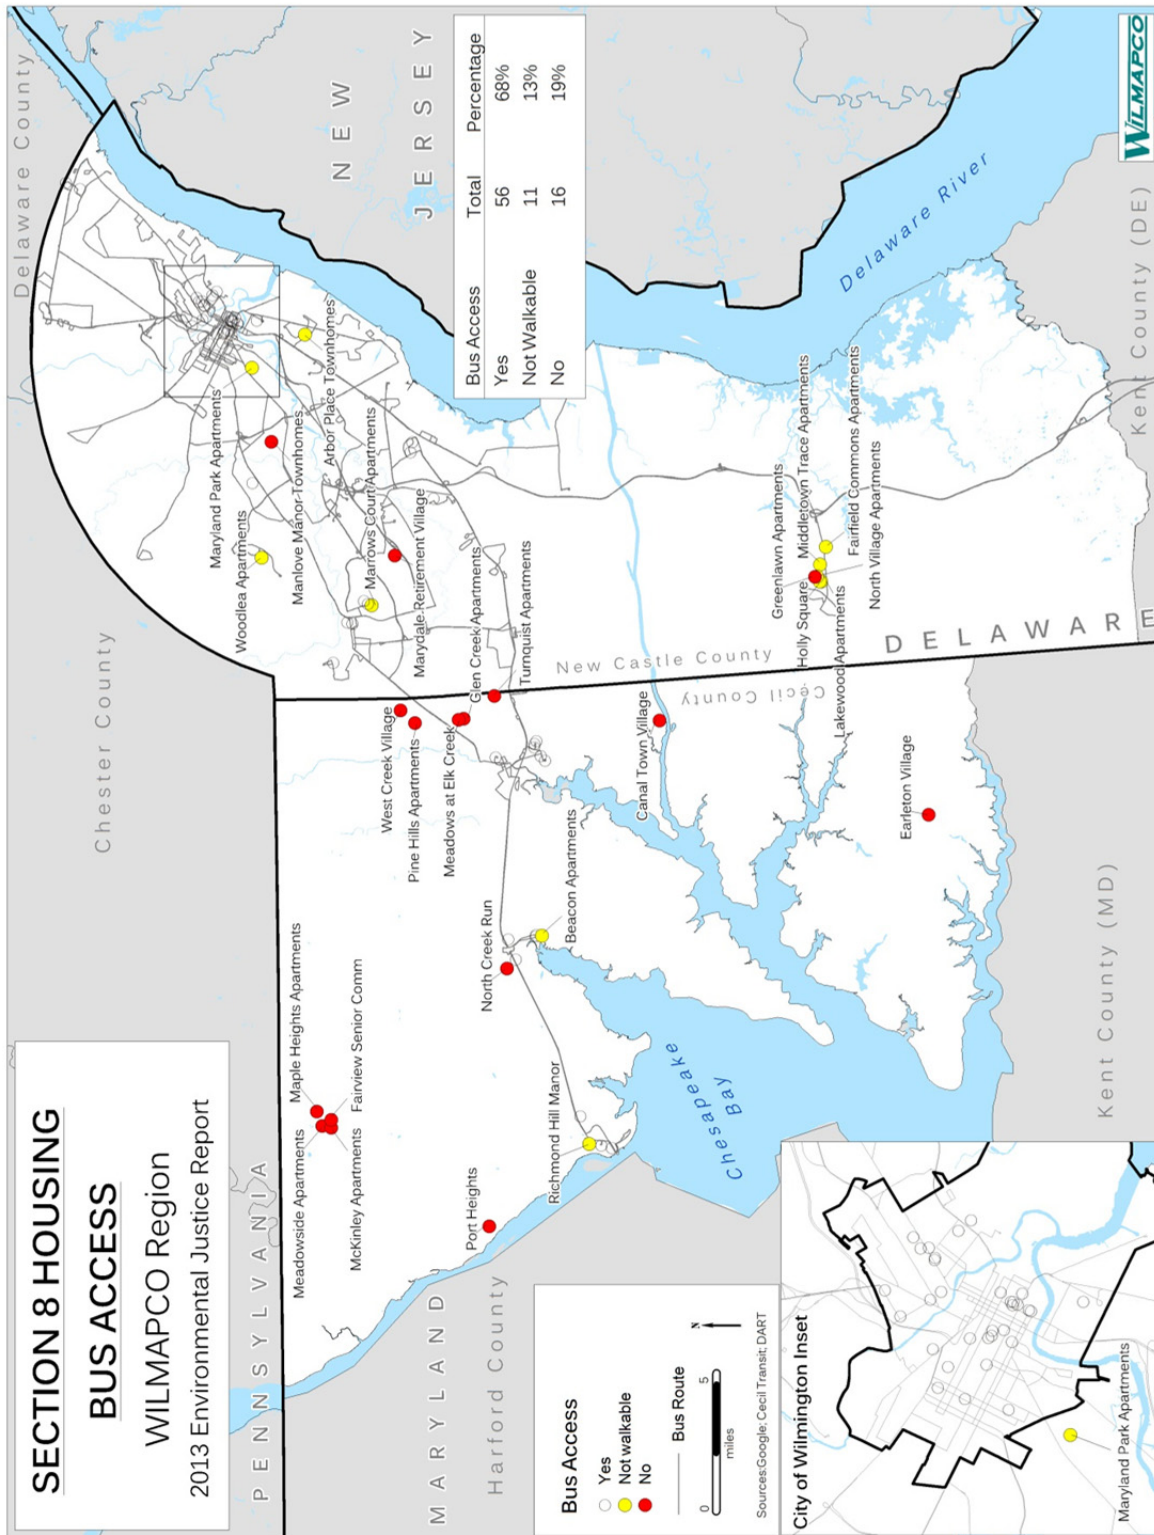 SECTION 8 HOUSING
BUS ACCESS
WILMAPCO Region
2013 Environmental Justice Report
PENNSYLVANIA
Chester County
Delaware County
NEW
JERSEY
MARYLAND
Harford County
DELAWARE
New Castle County
Cecil County
Kent County (MD)
Kent County (DE)
Chesapeake
Bay
Delaware River
Maple Heights Apartments
Meadowside Apartments
Fairview Senior Comm
McKinley Apartments
Port Heights
Richmond Hill Manor
North Creek Run
Beacon Apartments
West Creek Village
Pine Hills Apartments
Meadows at Elk Creek
Glen Creek Apartments
Turnquist Apartments
Canal Town Village
Earleton Village
Woodlea Apartments
Maryland Park Apartments
Manlove Manor Townhomes
Arbor Place Townhomes
Marrows Court Apartments
Marydale Retirement Village
Greenlawn Apartments
Holly Square
Middletown Trace Apartments
Lakewood Apartments
Fairfield Commons Apartments
North Village Apartments
Bus Access Total Percentage
Yes 56 68%
Not Walkable 11 13%
No 16 19%
Bus Access
Yes
Not walkable
No
Bus Route
0 5
miles
N
Sources:Google; Cecil Transit; DART
City of Wilmington Inset
Maryland Park Apartments
WILMAPCO